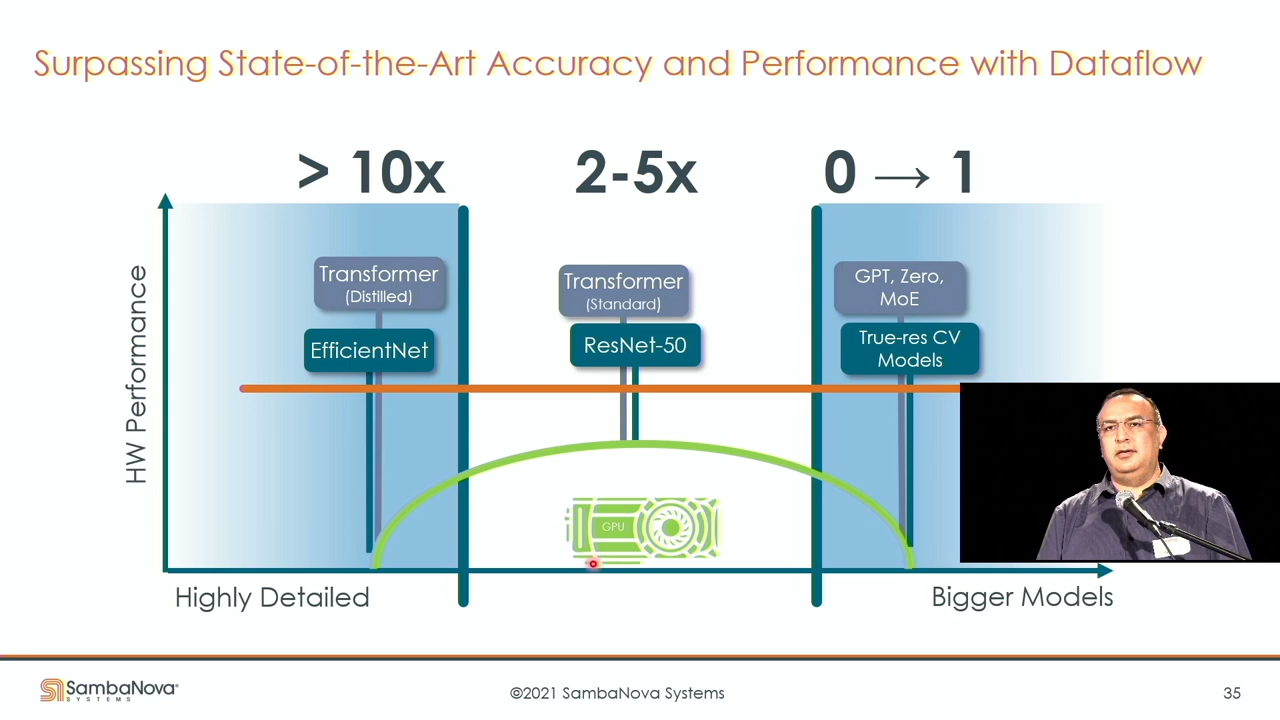 Surpassing State-of-the-Art Accuracy and Performance with Dataflow
> 10x
2-5x
0 → 1
HW Performance
Transformer
(Distilled)
EfficientNet
Transformer
(Standard)
ResNet-50
GPT, Zero,
MoE
True-res CV
Models
GPU
Highly Detailed
Bigger Models
SambaNova
SYSTEMS
©2021 SambaNova Systems
35